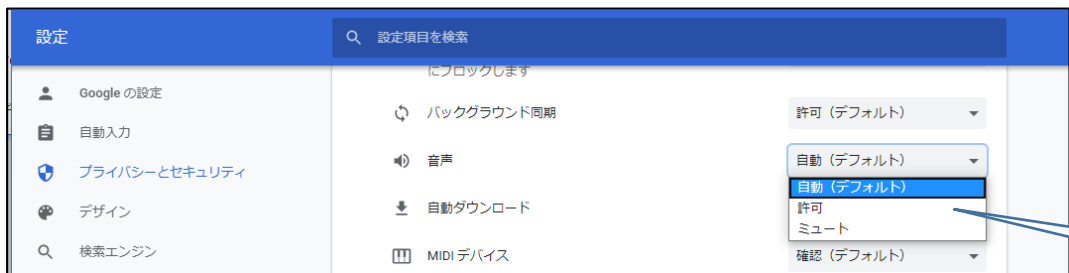 設定
設定項目を検索
にブロックします
Google の設定
バックグラウンド同期
許可（デフォルト）
自動入力
音声
自動（デフォルト）
プライバシーとセキュリティ
自動（デフォルト）
許可
ミュート
デザイン
自動ダウンロード
検索エンジン
MIDI デバイス
確認（デフォルト）